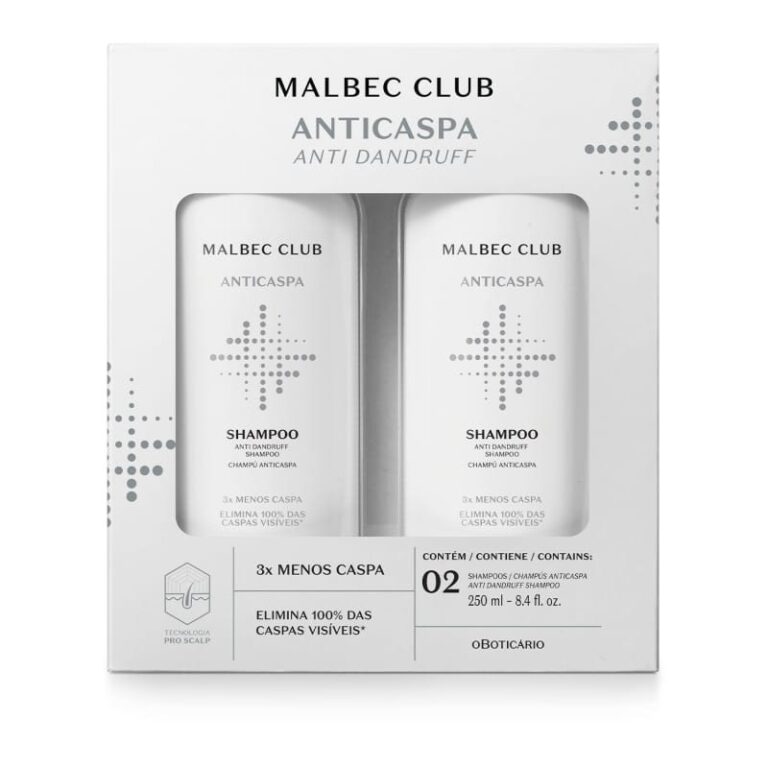 MALBEC CLUB
ANTICASPA
ANTI DANDRUFF
MALBEC CLUB
ANTICASPA
SHAMPOO
ANTI DANDRUFF
SHAMPOO
CHAMPÚ ANTICASPA
3x MENOS CASPA
ELIMINA 100% DAS
CASPAS VISÍVEIS*
MALBEC CLUB
ANTICASPA
SHAMPOO
ANTI DANDRUFF
SHAMPOO
CHAMPÚ ANTICASPA
3x MENOS CASPA
ELIMINA 100% DAS
CASPAS VISÍVEIS*
TECNOLOGIA
PRO SCALP
3x MENOS CASPA
ELIMINA 100% DAS
CASPAS VISÍVEIS*
CONTÉM / CONTIENE / CONTAINS:
02
SHAMPOOS / CHAMPÚS ANTICASPA
ANTI DANDRUFF SHAMPOO
250 ml – 8.4 fl. oz.
oBOTICÁRIO